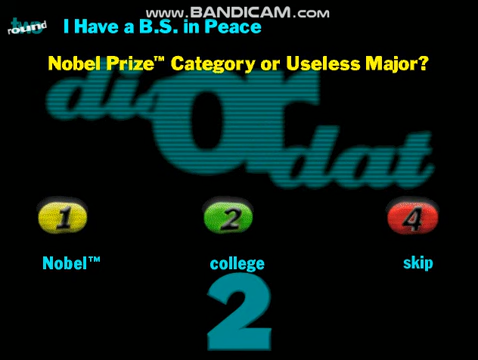 www.BANDICAM.com
two
round
I Have a B.S. in Peace
Nobel Prize™ Category or Useless Major?
dis
or
dat
1
2
4
Nobel™
college
skip
2